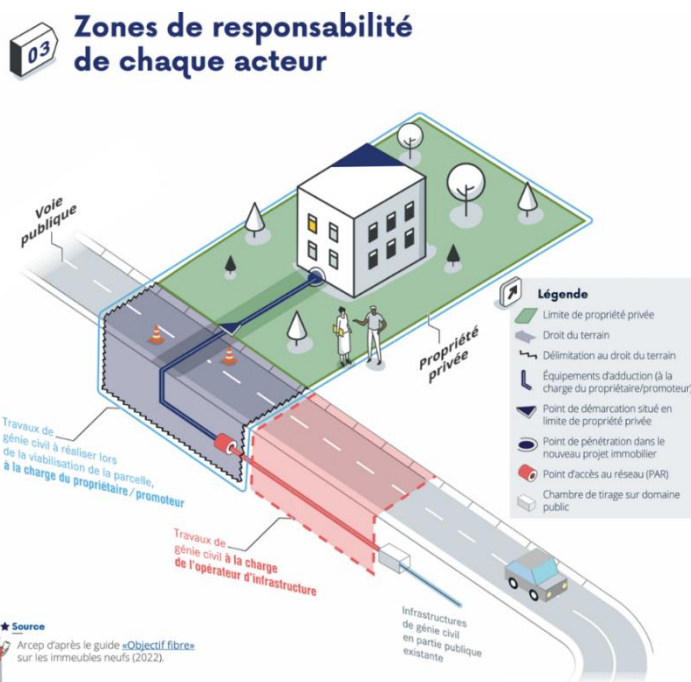 03
Zones de responsabilité
de chaque acteur
Voie
publique
Propriété
privée
Légende
Limite de propriété privée
Droit du terrain
Délimitation au droit du terrain
Équipements d'adduction (à la
charge du propriétaire/promoteur)
Point de démarcation situé en
limite de propriété privée
Point de pénétration dans le
nouveau projet immobilier
Point d'accès au réseau (PAR)
Chambre de tirage sur domaine
public
Travaux de
génie civil à réaliser lors
de la viabilisation de la parcelle,
à la charge du propriétaire/promoteur
Travaux de
génie civil à la charge
de l'opérateur d'infrastructure
Infrastructures
de génie civil
en partie publique
existante
Source
Arcep d'après le guide «Objectif fibre»
sur les immeubles neufs (2022).